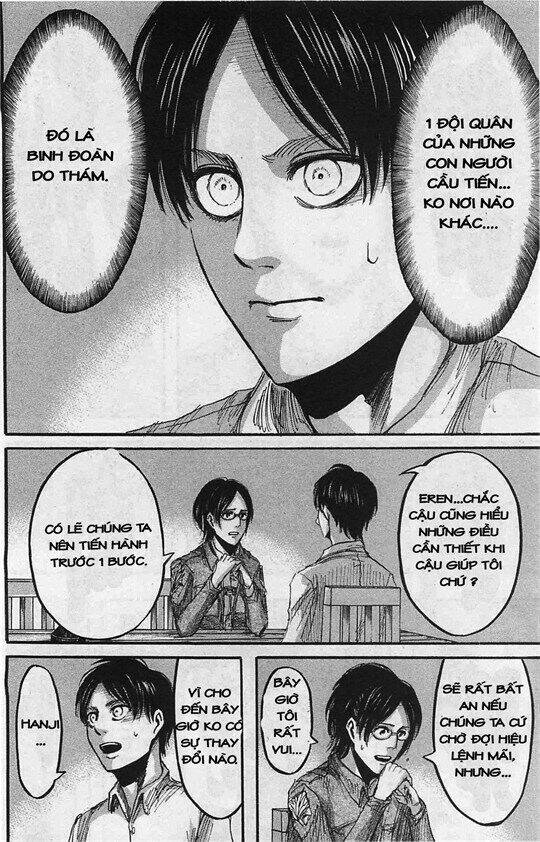 1 ĐỘI QUÂN
CỦA NHỮNG
CON NGƯỜI
CẦU TIẾN...
KO NƠI NÀO
KHÁC....
ĐÓ LÃ
BINH ĐOÀN
DO THÁM.
EREN...CHẮC
CẬU CŨNG HIỂU
NHỮNG ĐIỀU
CẦN THIẾT KHI
CẬU GIÚP TÔI
CHỨ ?
CÓ LẼ CHÚNG TA
NÊN TIẾN HÀNH
TRƯỚC 1 BƯỚC.
SẼ RẤT BẤT
AN NẾU
CHÚNG TA CỨ
CHỜ ĐỢI HIỆU
LỆNH MÃI,
NHƯNG...
BÂY
GIỜ TÔI
RẤT
VUI...
VÌ CHO
ĐẾN BÂY
GIỜ KO CÓ
SỰ THAY
ĐỔI NÀO.
HANJI
...